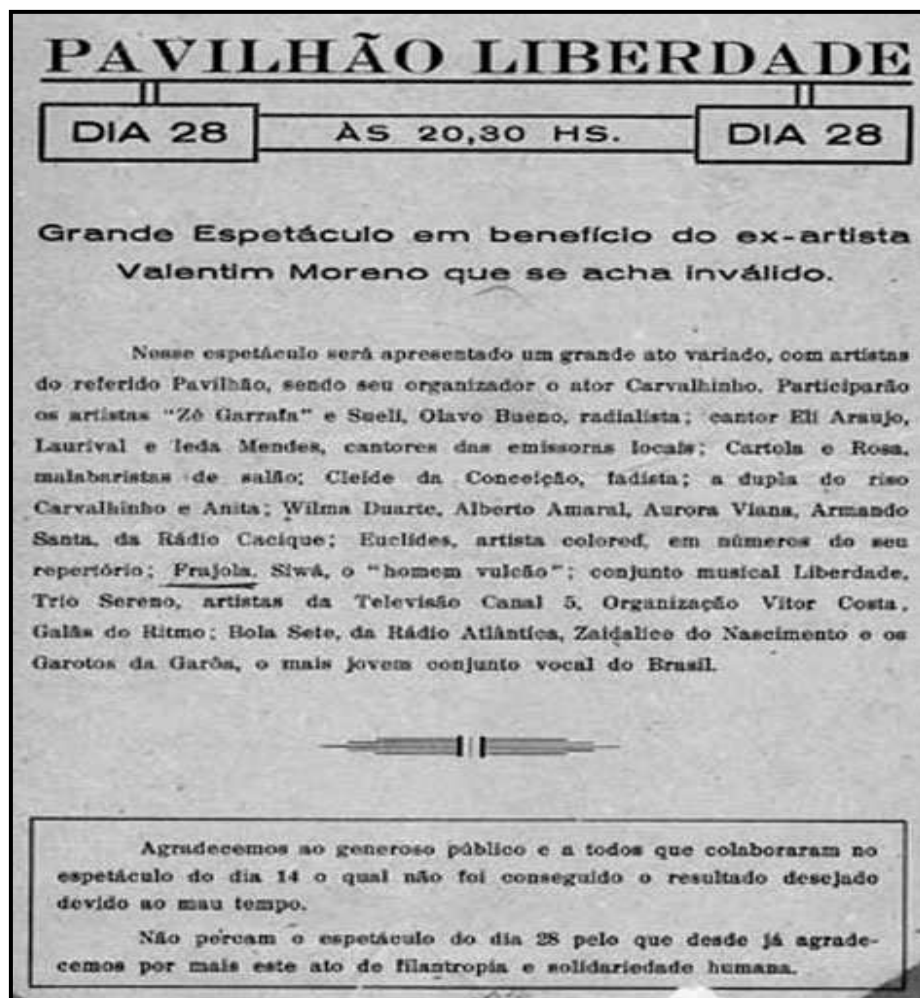 PAVILHÃO LIBERDADE
DIA 28 ÀS 20,30 HS. DIA 28
Grande Espetáculo em benefício do ex-artista
Valentim Moreno que se acha inválido.
Nesse espetáculo será apresentado um grande ato variado, com artistas
do referido Pavilhão, sendo seu organizador o ator Carvalhinho. Participarão
os artistas "Zé Garrafa" e Sueli, Olavo Bueno, radialista; cantor Eli Araujo,
Laurival e Ieda Mendes, cantores das emissoras locais; Cartola e Rosa,
malabaristas de salão; Cleide da Conceição, fadista; a dupla do riso
Carvalhinho e Anita; Wilma Duarte, Alberto Amaral, Aurora Viana, Armando
Santa, da Rádio Cacique; Euclides, artista colored, em números do seu
repertório; Frajola, Siwá, o "homem vulcão"; conjunto musical Liberdade,
Trio Sereno, artistas da Televisão Canal 5, Organização Vitor Costa,
Galãs do Ritmo; Bola Sete, da Rádio Atlântica, Zaidalice do Nascimento e os
Garotos da Garôa, o mais jovem conjunto vocal do Brasil.
Agradecemos ao generoso público e a todos que colaboraram no
espetáculo do dia 14 o qual não foi conseguido o resultado desejado
devido ao mau tempo.
Não percam o espetáculo do dia 28 pelo que desde já agrade-
cemos por mais este ato de filantropia e solidariedade humana.